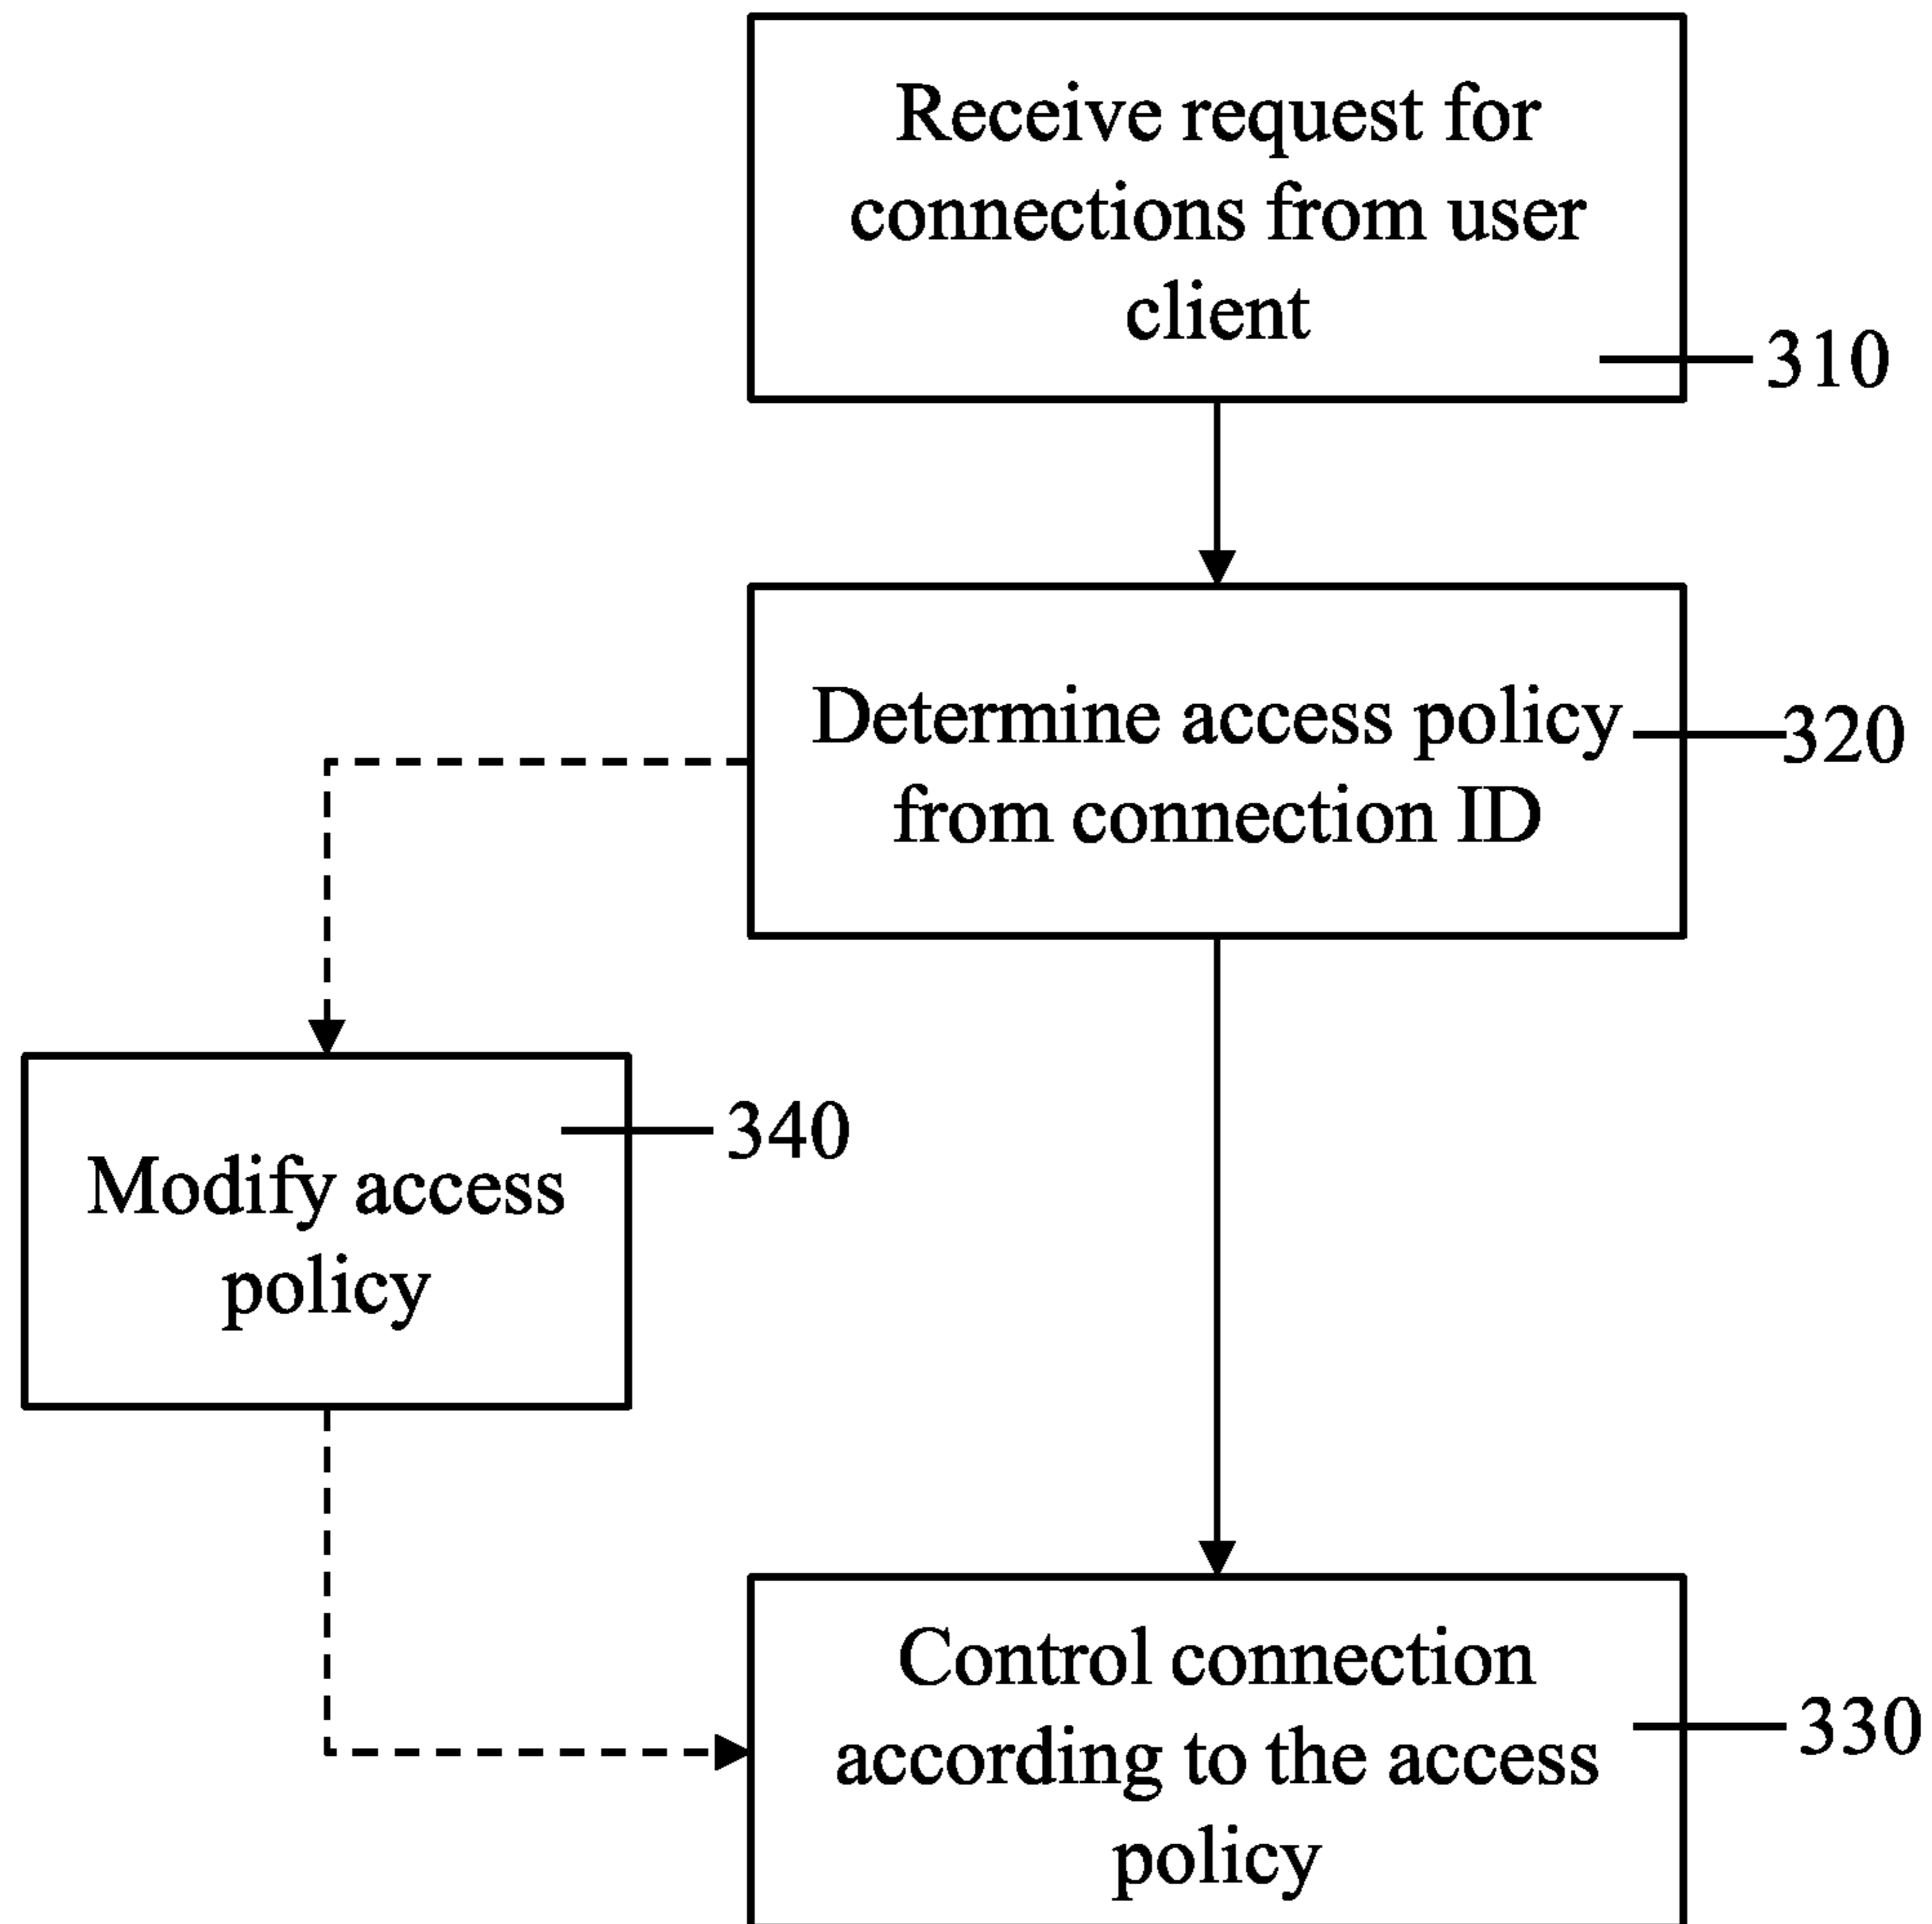 Receive request for
connections from user
client
310
Determine access policy
from connection ID
320
Modify access
policy
340
Control connection
according to the access
policy
330